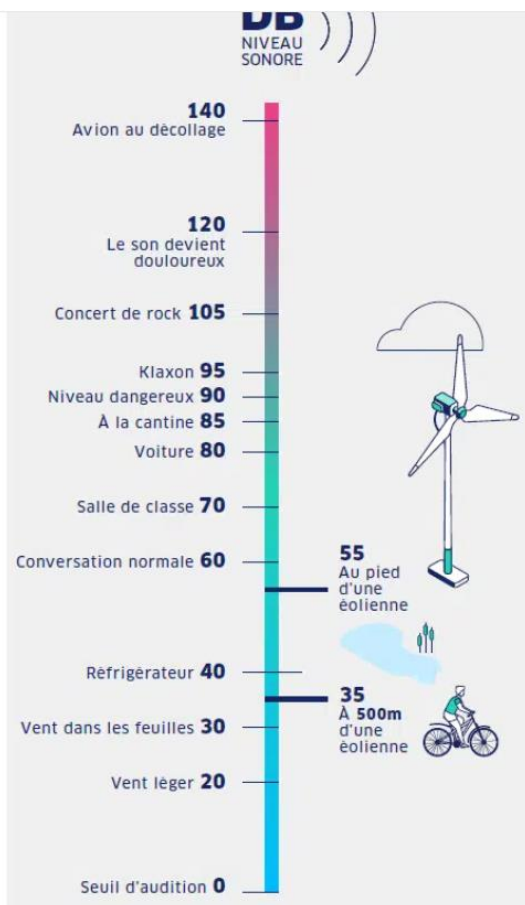 DB
NIVEAU
SONORE
140
Avion au décollage
120
Le son devient
douloureux
Concert de rock 105
Klaxon 95
Niveau dangereux 90
À la cantine 85
Voiture 80
Salle de classe 70
Conversation normale 60
55
Au pied
d'une
éolienne
Réfrigérateur 40
35
À 500m
d'une
éolienne
Vent dans les feuilles 30
Vent léger 20
Seuil d'audition 0